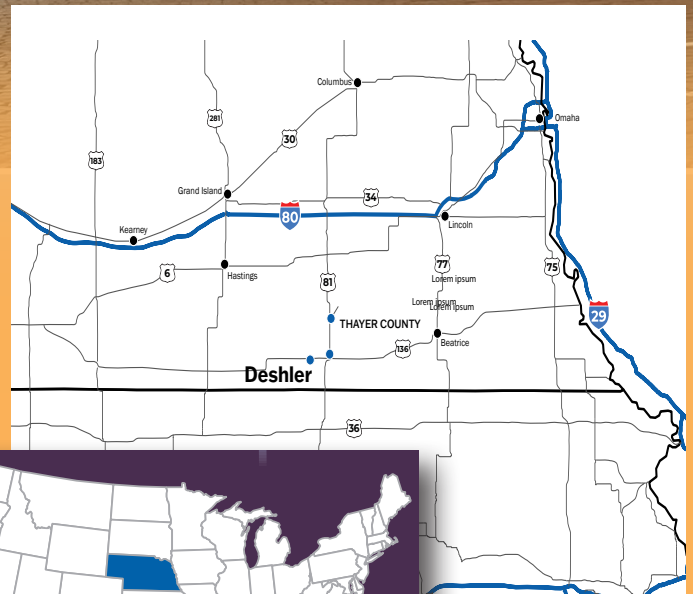 Columbus
Omaha
281
30
183
Grand Island
34
80
Kearney
Lincoln
6
Hastings
77
75
81
Lorem ipsum
Lorem ipsum
Lorem ipsum
29
THAYER COUNTY
Beatrice
136
Deshler
36